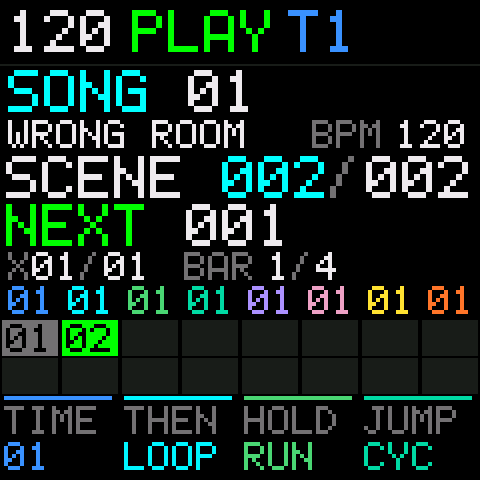 120 PLAY T1
SONG 01
WRONG ROOM BPM 120
SCENE 002/002
NEXT 001
X01/01 BAR 1/4
01 01 01 01 01 01 01 01
01 02
TIME THEN HOLD JUMP
01 LOOP RUN CYC